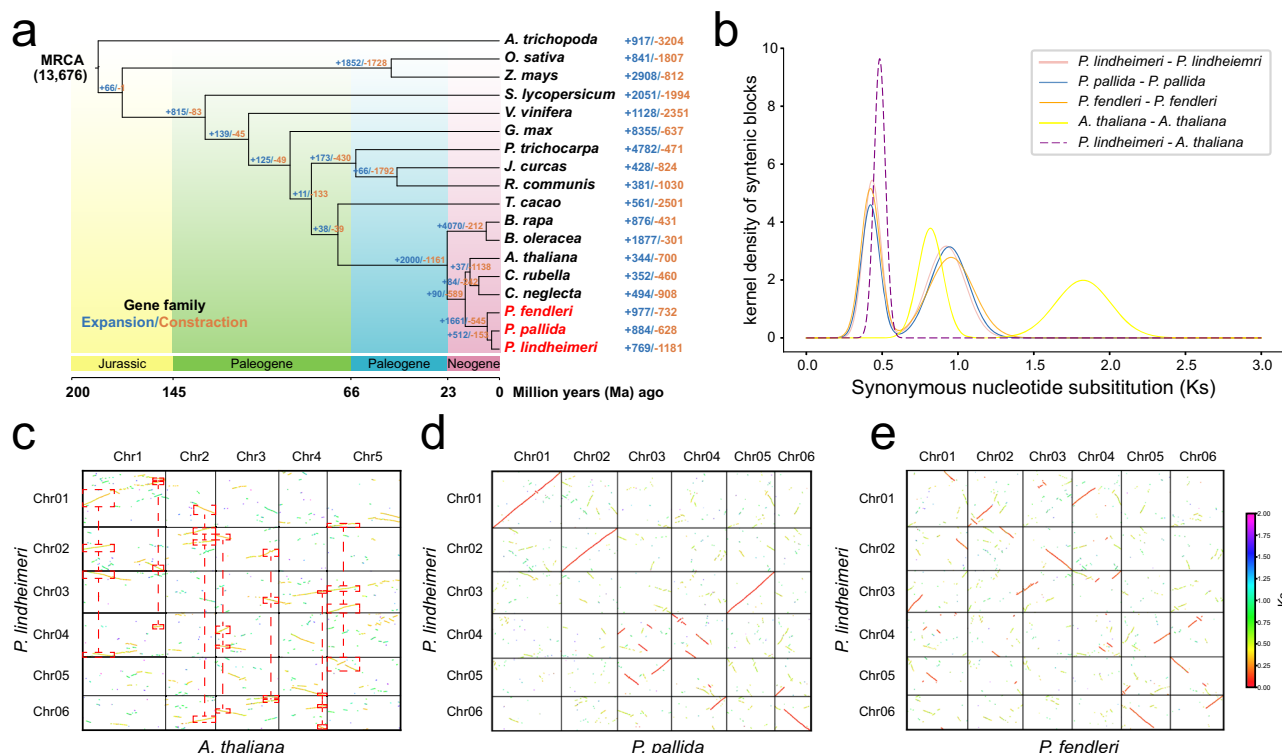 a
MRCA
(13,676)
A. trichopoda +917/-3204
O. sativa +841/-1807
Z. mays +2908/-812
S. lycopersicum +2051/-1994
V. vinifera +1128/-2351
G. max +8355/-637
P. trichocarpa +4782/-471
J. curcas +428/-824
R. communis +381/-1030
T. cacao +561/-2501
B. rapa +876/-431
B. oleracea +1877/-301
A. thaliana +344/-700
C. rubella +352/-460
C. neglecta +494/-908
P. fendleri +977/-732
P. pallida +884/-628
P. lindheimeri +769/-1181
+1852/-1728
+815/-83
+139/-45
+125/-49
+173/-430
+66/-1792
+11/-133
+38/-39
+4070/-212
+2000/-1161
+37/-1138
+1661/-545
Gene family
Expansion/Constraction
Jurassic Paleogene Paleogene Neogene
200 145 66 23 0 Million years (Ma) ago
b
kernel density of syntenic blocks
10
8
6
4
2
0
0.0 0.5 1.0 1.5 2.0 2.5 3.0
Synonymous nucleotide subsititution (Ks)
P. lindheimeri - P. lindheiemri
P. pallida - P. pallida
P. fendleri - P. fendleri
A. thaliana - A. thaliana
P. lindheimeri - A. thaliana
c
Chr1 Chr2 Chr3 Chr4 Chr5
P. lindheimeri
Chr01
Chr02
Chr03
Chr04
Chr05
Chr06
A. thaliana
d
Chr01 Chr02 Chr03 Chr04 Chr05 Chr06
P. lindheimeri
Chr01
Chr02
Chr03
Chr04
Chr05
Chr06
P. pallida
e
Chr01 Chr02 Chr03 Chr04 Chr05 Chr06
P. lindheimeri
Chr01
Chr02
Chr03
Chr04
Chr05
Chr06
P. fendleri
2.00
1.75
1.50
1.25
1.00
0.75
0.50
0.25
0.00
Ks